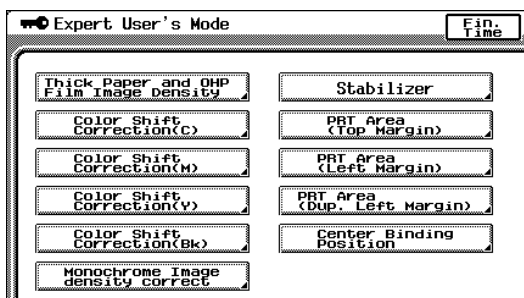 Expert User's Mode
Fin.
Time
Thick Paper and OHP
Film Image Density
Stabilizer
Color Shift
Correction(C)
PRT Area
(Top Margin)
Color Shift
Correction(M)
PRT Area
(Left Margin)
Color Shift
Correction(Y)
PRT Area
(Dup. Left Margin)
Color Shift
Correction(Bk)
Center Binding
Position
Monochrome Image
density correct